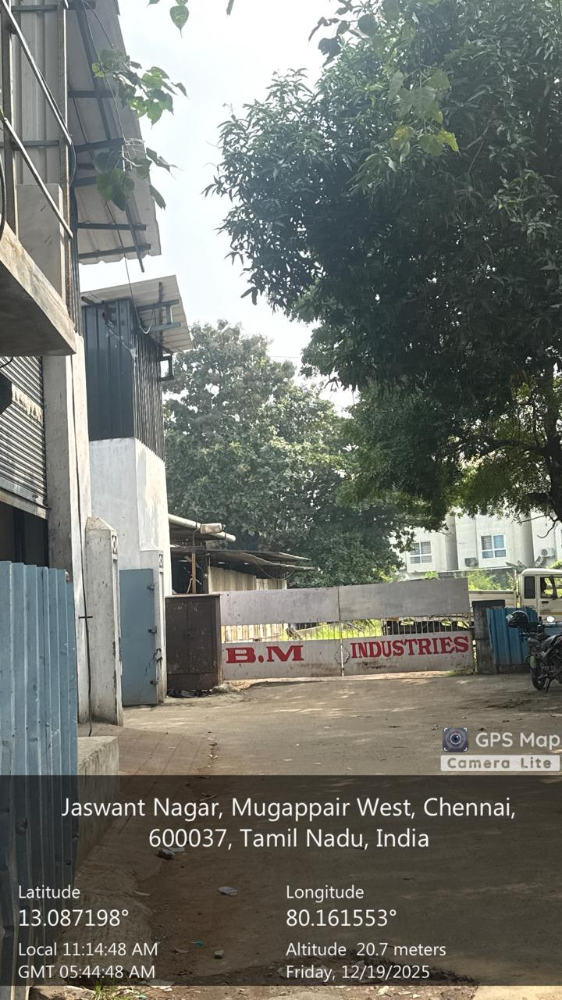 B.M INDUSTRIES
GPS Map
Camera Lite
Jaswant Nagar, Mugappair West, Chennai,
600037, Tamil Nadu, India
Latitude
13.087198°
Longitude
80.161553°
Local 11:14:48 AM
GMT 05:44:48 AM
Altitude 20.7 meters
Friday, 12/19/2025